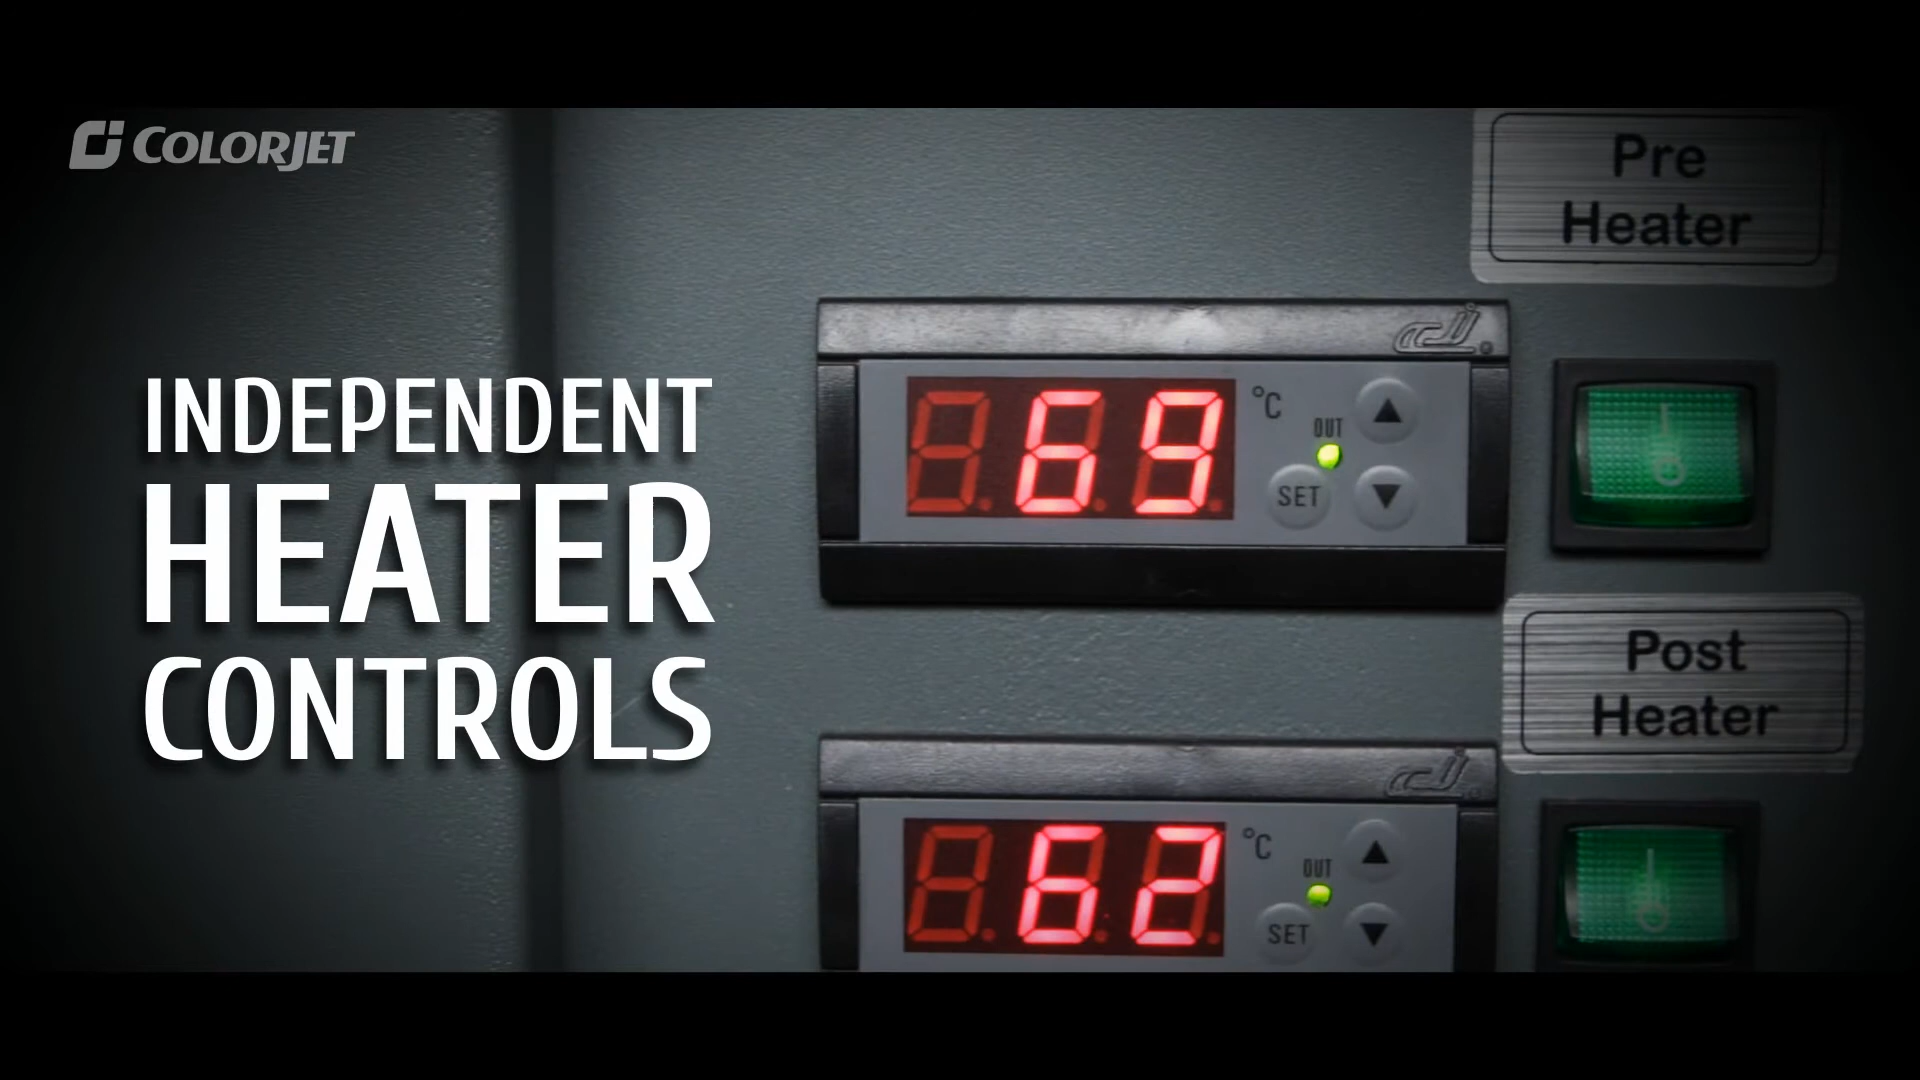 COLORJET
Pre
Heater
INDEPENDENT
HEATER
CONTROLS
69
°C
OUT
SET
Post
Heater
62
°C
OUT
SET